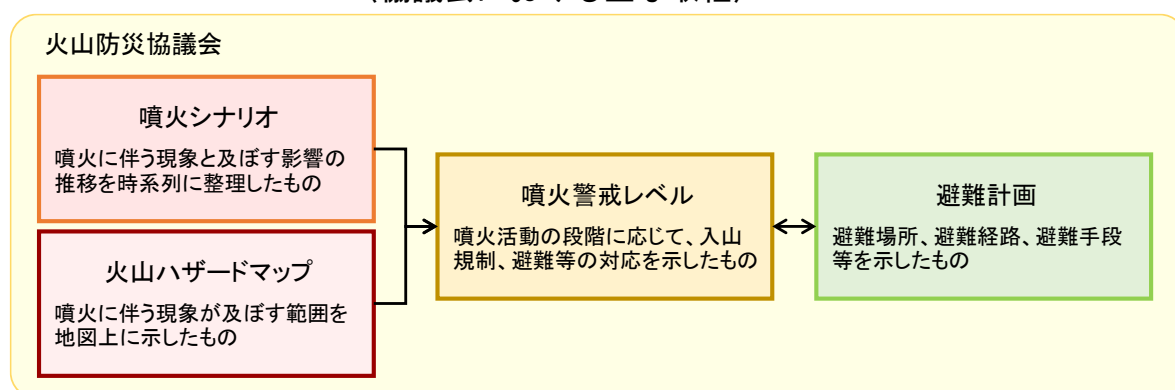 火山防災協議会
噴火シナリオ
噴火に伴う現象と及ぼす影響の
推移を時系列に整理したもの
火山ハザードマップ
噴火に伴う現象が及ぼす範囲を
地図上に示したもの
噴火警戒レベル
噴火活動の段階に応じて、入山
規制、避難等の対応を示したもの
避難計画
避難場所、避難経路、避難手段
等を示したもの